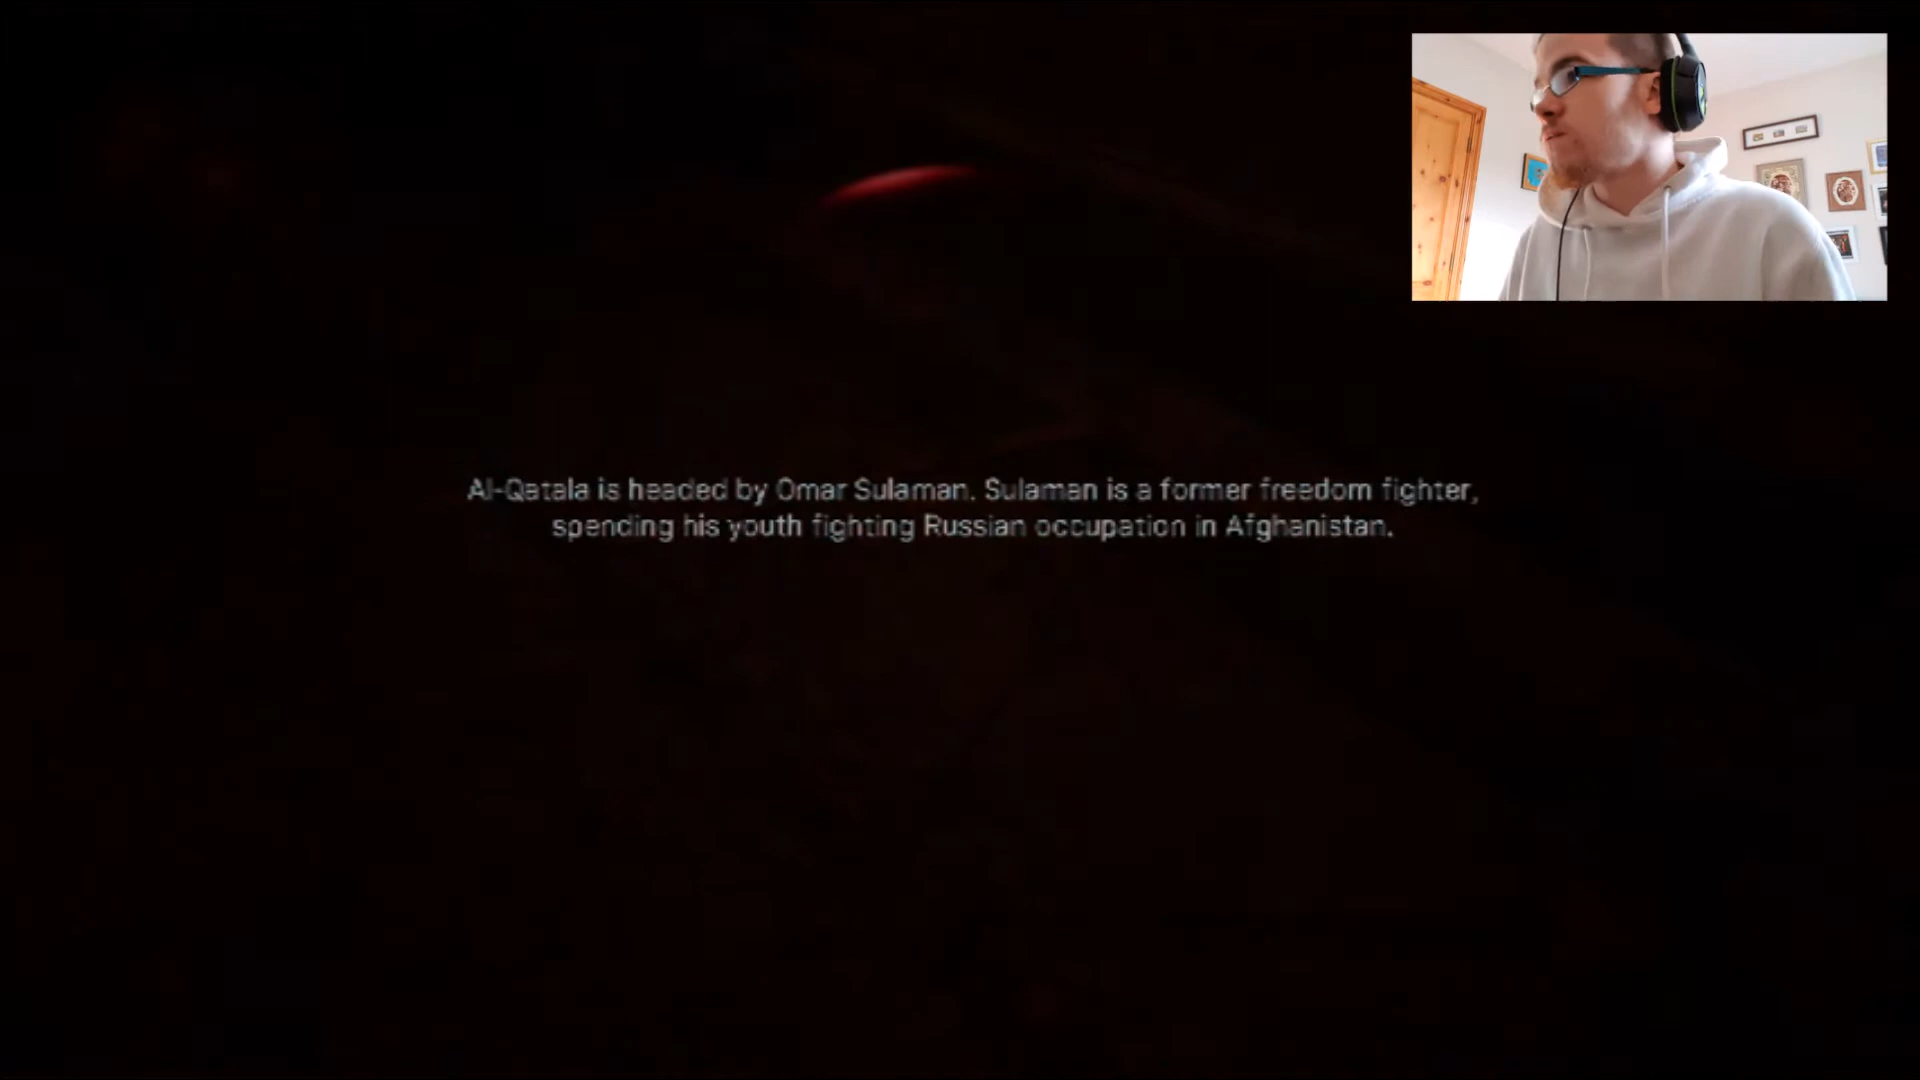 Al-Qatala is headed by Omar Sulaman. Sulaman is a former freedom fighter,
spending his youth fighting Russian occupation in Afghanistan.